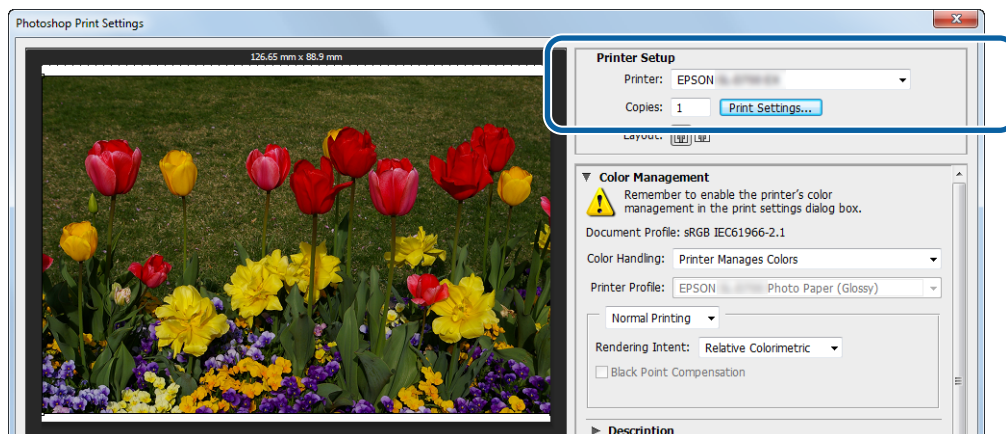 Photoshop Print Settings
126.65 mm x 88.9 mm
Printer Setup
Printer: EPSON
Copies: 1 Print Settings...
Layout:
Color Management
Remember to enable the printer's color
management in the print settings dialog box.
Document Profile: sRGB IEC61966-2.1
Color Handling: Printer Manages Colors
Printer Profile: EPSON Photo Paper (Glossy)
Normal Printing
Rendering Intent: Relative Colorimetric
Black Point Compensation
Description